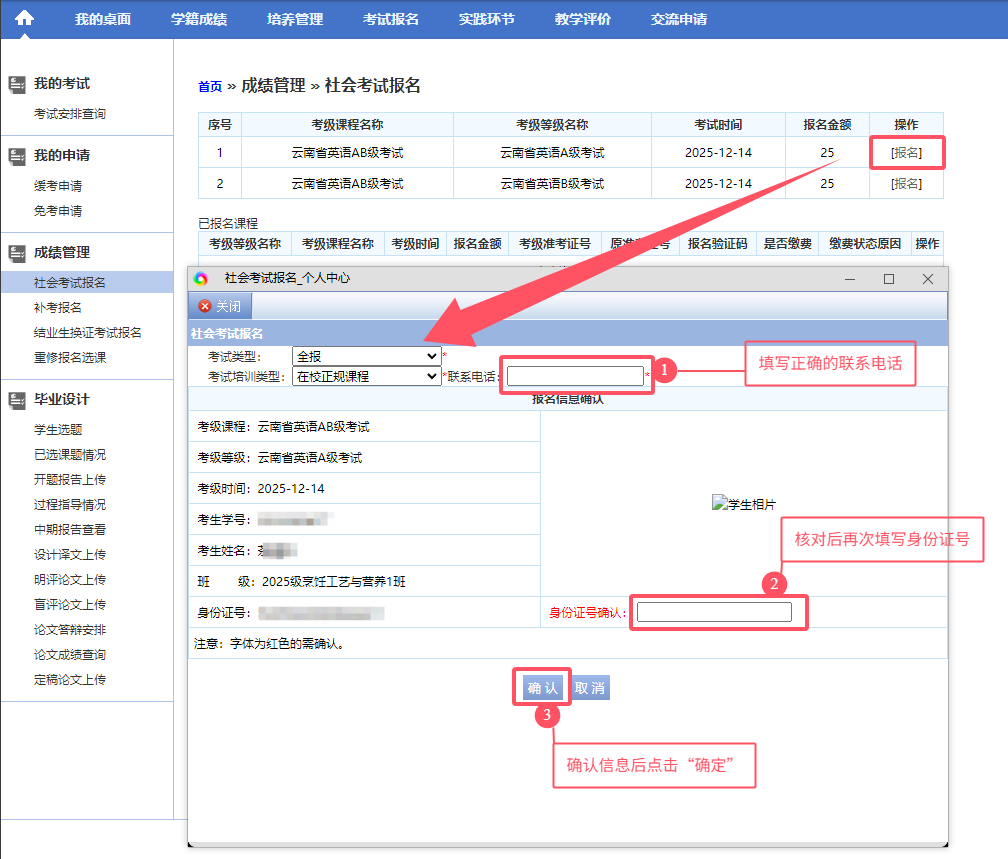 我的桌面 学籍成绩 培养管理 考试报名 实践环节 教学评价 交流申请
我的考试
考试安排查询
我的申请
缓考申请
免考申请
成绩管理
社会考试报名
补考报名
结业生换证考试报名
重修报名选课
毕业设计
学生选题
已选课题情况
开题报告上传
过程指导情况
中期报告查看
设计译文上传
明评论文上传
盲评论文上传
论文答辩安排
论文成绩查询
定稿论文上传
首页 » 成绩管理 » 社会考试报名
序号 考级课程名称 考级等级名称 考试时间 报名金额 操作
1 云南省英语AB级考试 云南省英语A级考试 2025-12-14 25 [报名]
2 云南省英语AB级考试 云南省英语B级考试 2025-12-14 25 [报名]
已报名课程
考级等级名称 考级课程名称 考级时间 报名金额 考级准考证号 报名验证码 是否缴费 缴费状态原因 操作
社会考试报名_个人中心
关闭
社会考试报名
考试类型: 全报 *
考试培训类型: 在校正规课程 *联系电话: *
1
填写正确的联系电话
报名信息确认
考级课程: 云南省英语AB级考试
考级等级: 云南省英语A级考试
考级时间: 2025-12-14
学生相片
考生学号:
核对后再次填写身份证号
考生姓名:
班 级: 2025级烹饪工艺与营养1班
2
身份证号: 身份证号确认:
注意: 字体为红色的需确认。
确 认 取 消
3
确认信息后点击“确定”